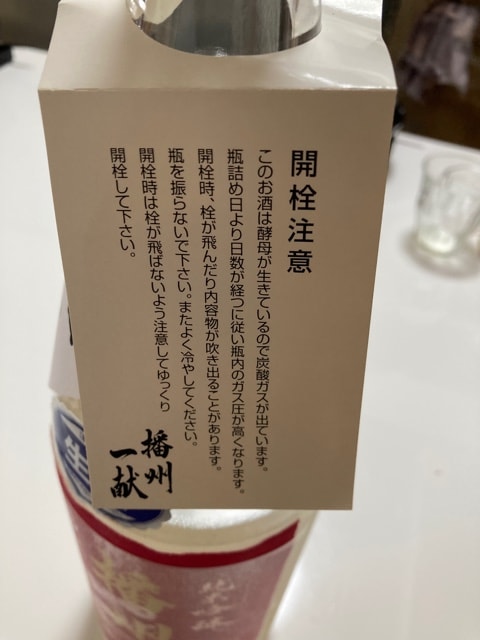 開栓注意
このお酒は酵母が生きているので炭酸ガスが出ています。
瓶詰め日より日数が経つに従い瓶内のガス圧が高くなります。
開栓時、栓が飛んだり内容物が吹き出ることがあります。
瓶を振らないで下さい。またよく冷やしてください。
開栓時は栓が飛ばないよう注意してゆっくり
開栓して下さい。
播州
一献
生
播州